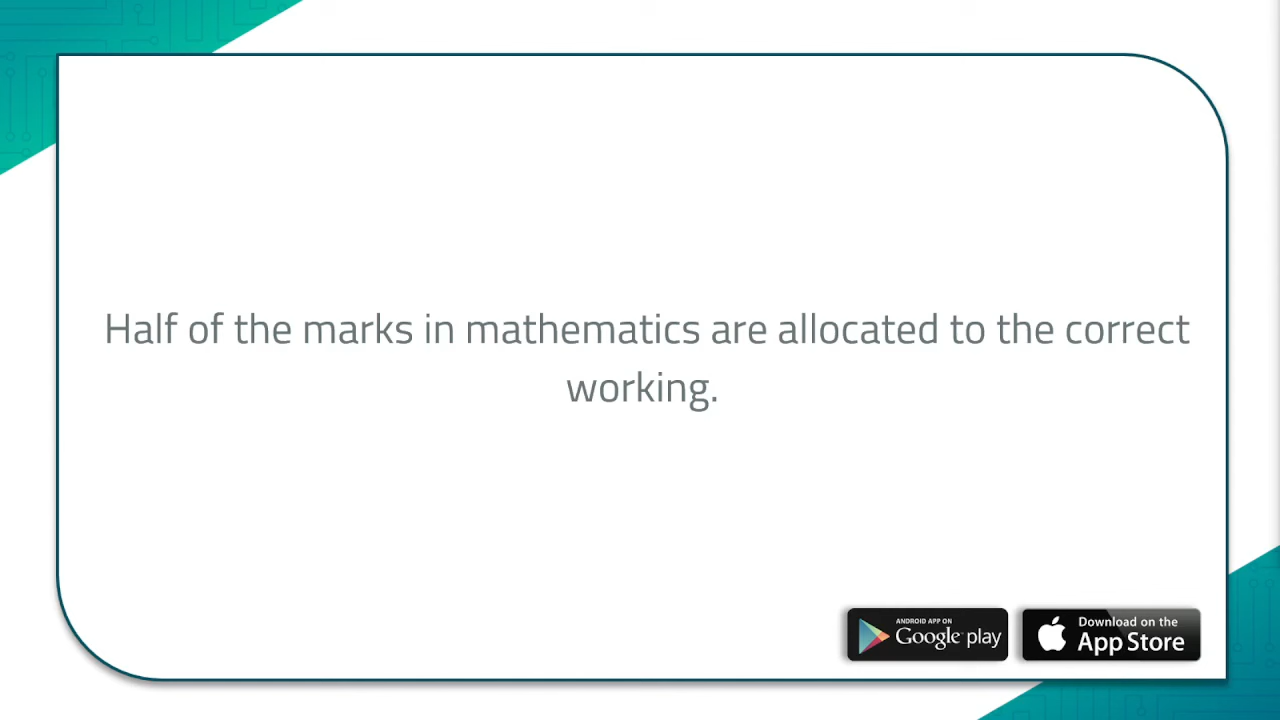 Half of the marks in mathematics are allocated to the correct
working.
ANDROID APP ON
Google play
Download on the
App Store